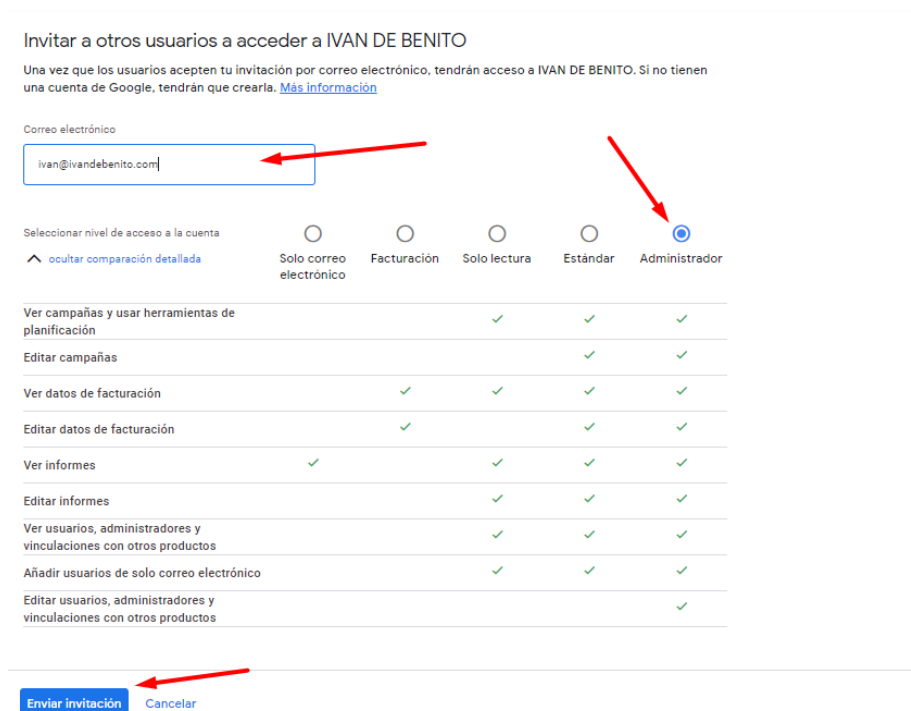 Invitar a otros usuarios a acceder a IVAN DE BENITO
Una vez que los usuarios acepten tu invitación por correo electrónico, tendrán acceso a IVAN DE BENITO. Si no tienen
una cuenta de Google, tendrán que crearla. Más información
Correo electrónico
ivan@ivandebenito.com
Seleccionar nivel de acceso a la cuenta
ocultar comparación detallada
Solo correo
electrónico
Facturación
Solo lectura
Estándar
Administrador
Ver campañas y usar herramientas de
planificación
Editar campañas
Ver datos de facturación
Editar datos de facturación
Ver informes
Editar informes
Ver usuarios, administradores y
vinculaciones con otros productos
Añadir usuarios de solo correo electrónico
Editar usuarios, administradores y
vinculaciones con otros productos
Enviar invitación
Cancelar